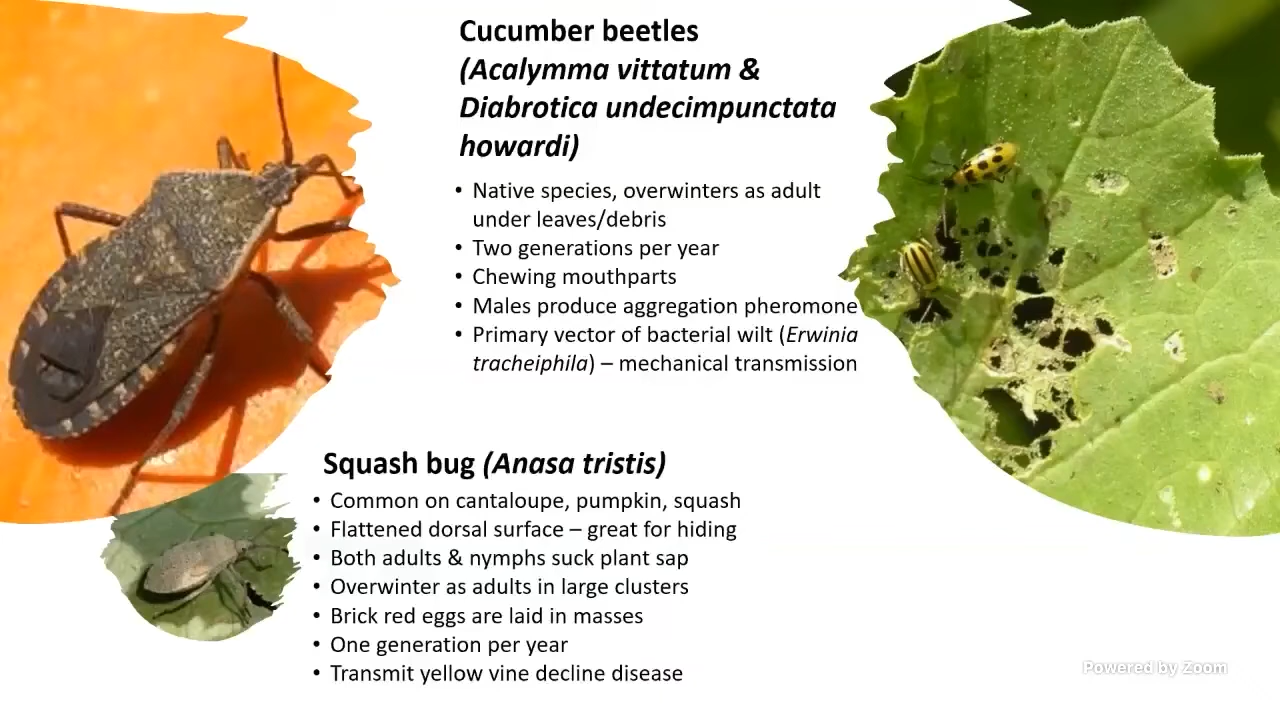 Cucumber beetles
(Acalymma vittatum &
Diabrotica undecimpunctata
howardi)
• Native species, overwinters as adult
under leaves/debris
• Two generations per year
• Chewing mouthparts
• Males produce aggregation pheromone
• Primary vector of bacterial wilt (Erwinia
tracheiphila) – mechanical transmission
Squash bug (Anasa tristis)
• Common on cantaloupe, pumpkin, squash
• Flattened dorsal surface – great for hiding
• Both adults & nymphs suck plant sap
• Overwinter as adults in large clusters
• Brick red eggs are laid in masses
• One generation per year
• Transmit yellow vine decline disease
Powered by Zoom